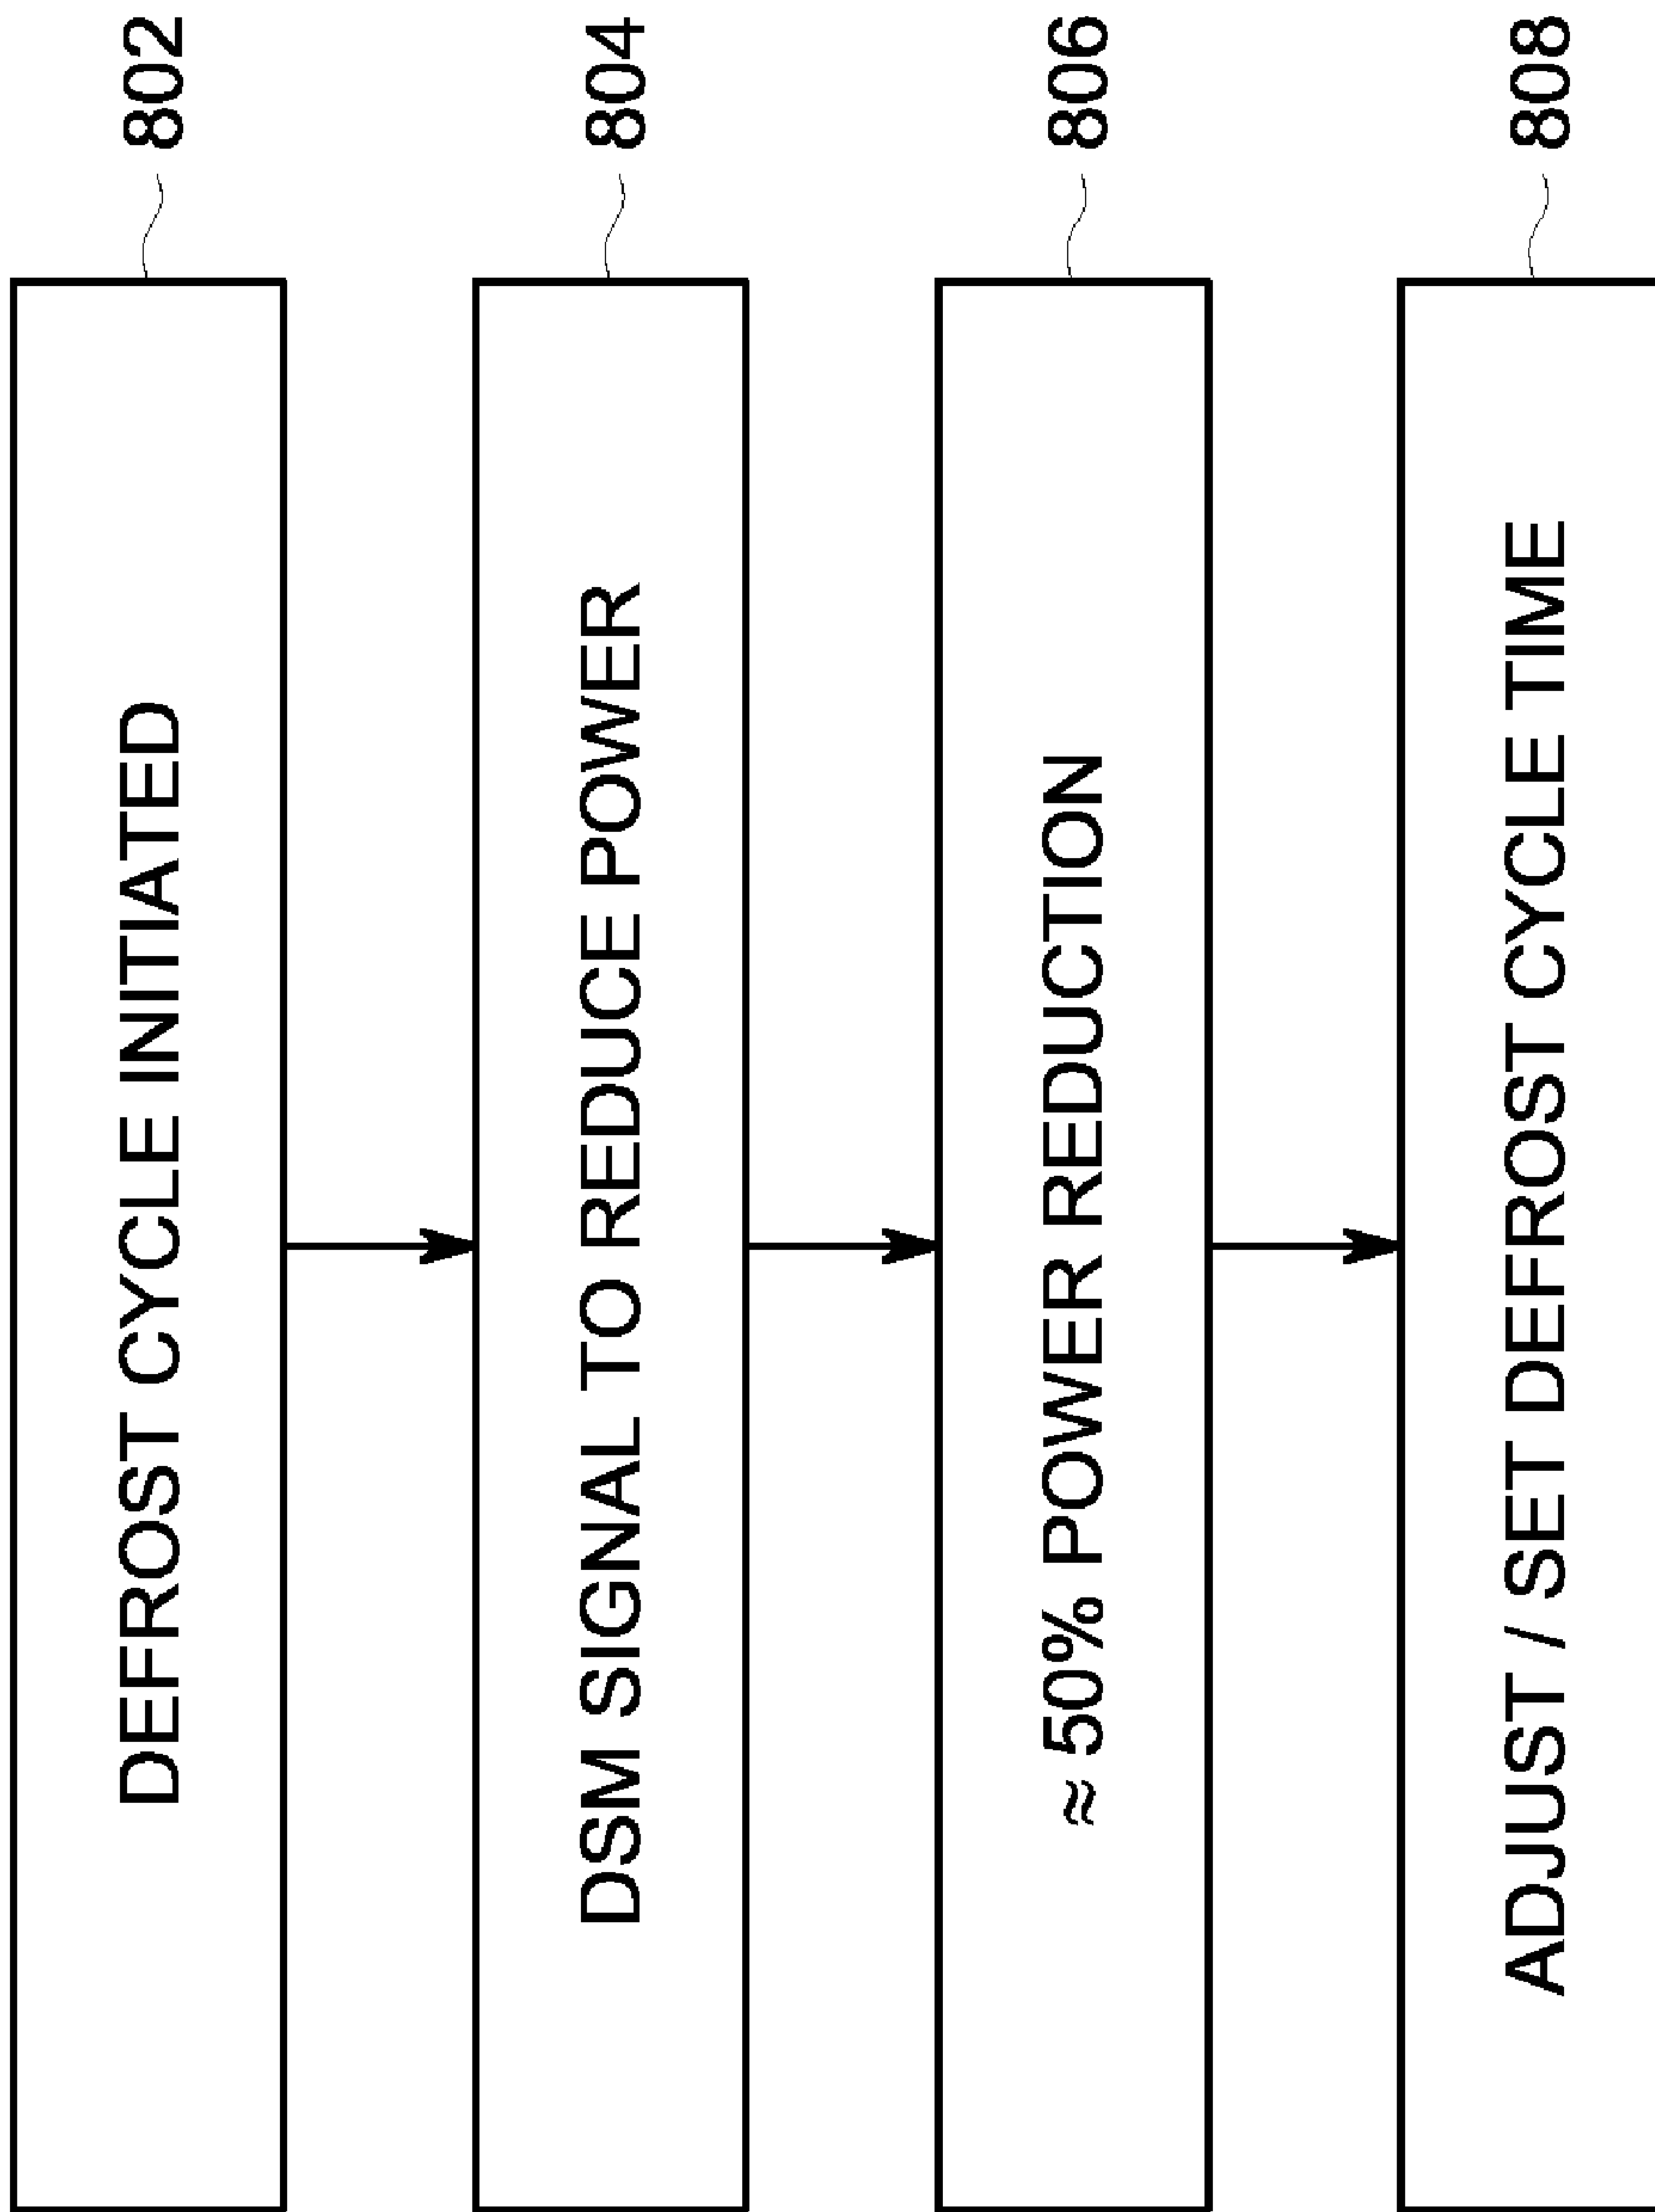 DEFROST CYCLE INITIATED
802
DSM SIGNAL TO REDUCE POWER
804
≈ 50% POWER REDUCTION
806
ADJUST / SET DEFROST CYCLE TIME
808